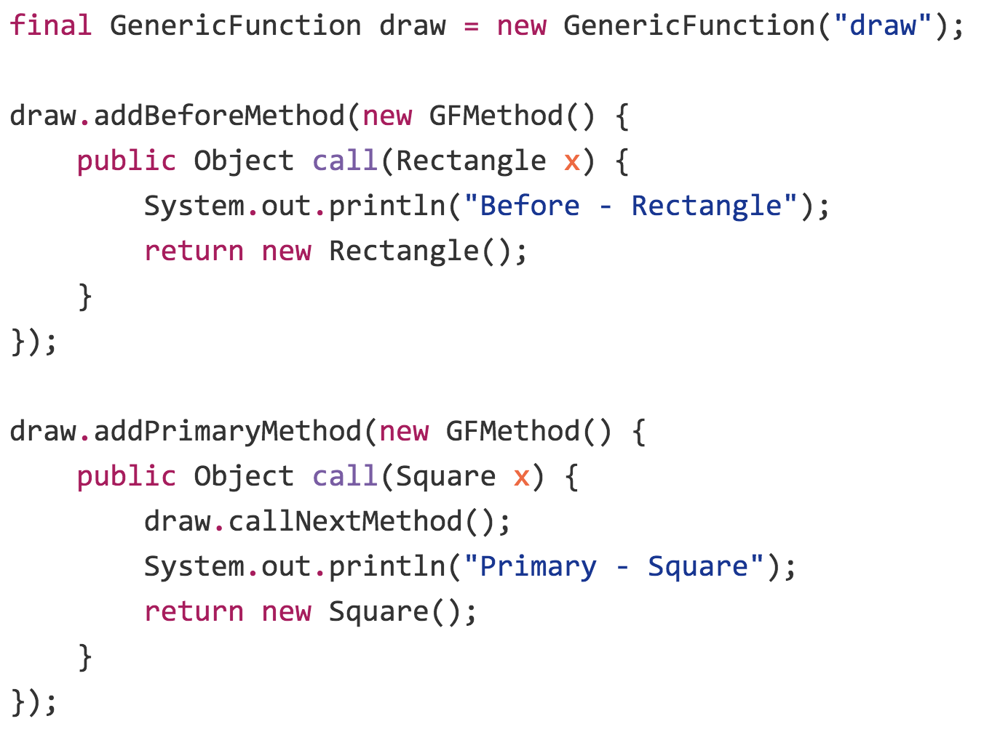 final GenericFunction draw = new GenericFunction("draw");

draw.addBeforeMethod(new GFMethod() {
    public Object call(Rectangle x) {
        System.out.println("Before - Rectangle");
        return new Rectangle();
    }
});

draw.addPrimaryMethod(new GFMethod() {
    public Object call(Square x) {
        draw.callNextMethod();
        System.out.println("Primary - Square");
        return new Square();
    }
});